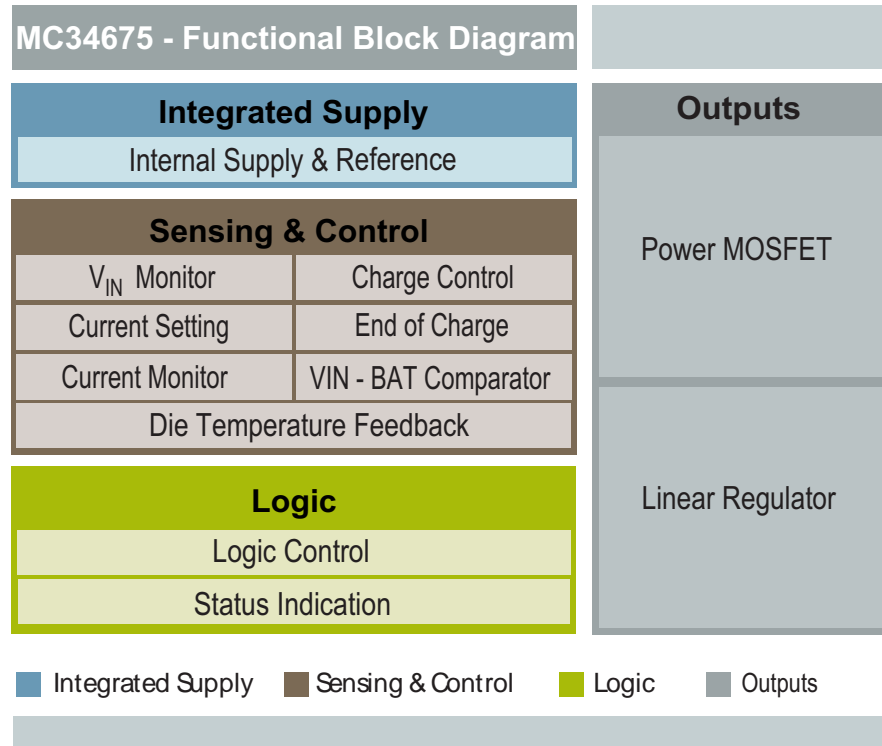 MC34675 - Functional Block Diagram
Integrated Supply
Internal Supply & Reference
Sensing & Control
VIN Monitor
Charge Control
Current Setting
End of Charge
Current Monitor
VIN - BAT Comparator
Die Temperature Feedback
Logic
Logic Control
Status Indication
Outputs
Power MOSFET
Linear Regulator
Integrated Supply
Sensing & Control
Logic
Outputs